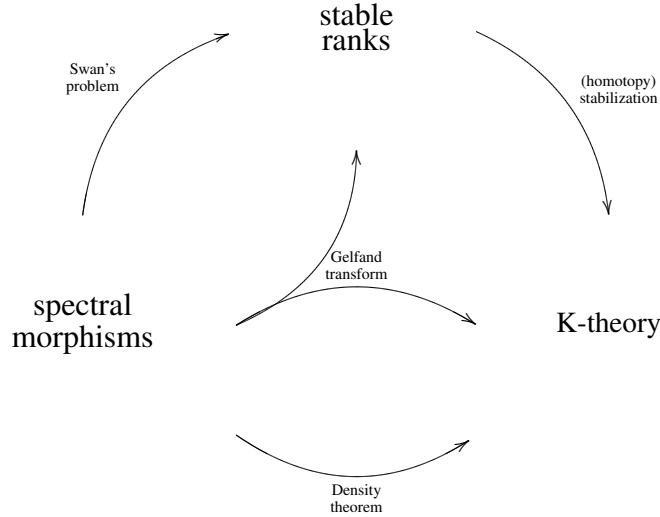 stable
ranks
Swan's
problem
(homotopy)
stabilization
Gelfand
transform
spectral
morphisms
K-theory
Density
theorem